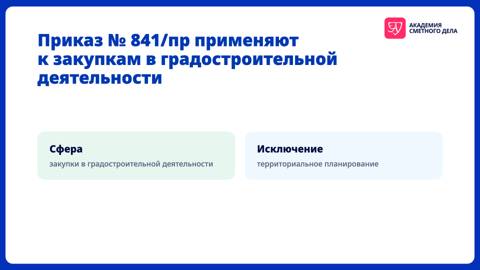 АКАДЕМИЯ
СМЕТНОГО ДЕЛА
Приказ № 841/пр применяют
к закупкам в градостроительной
деятельности
Сфера
закупки в градостроительной деятельности
Исключение
территориальное планирование